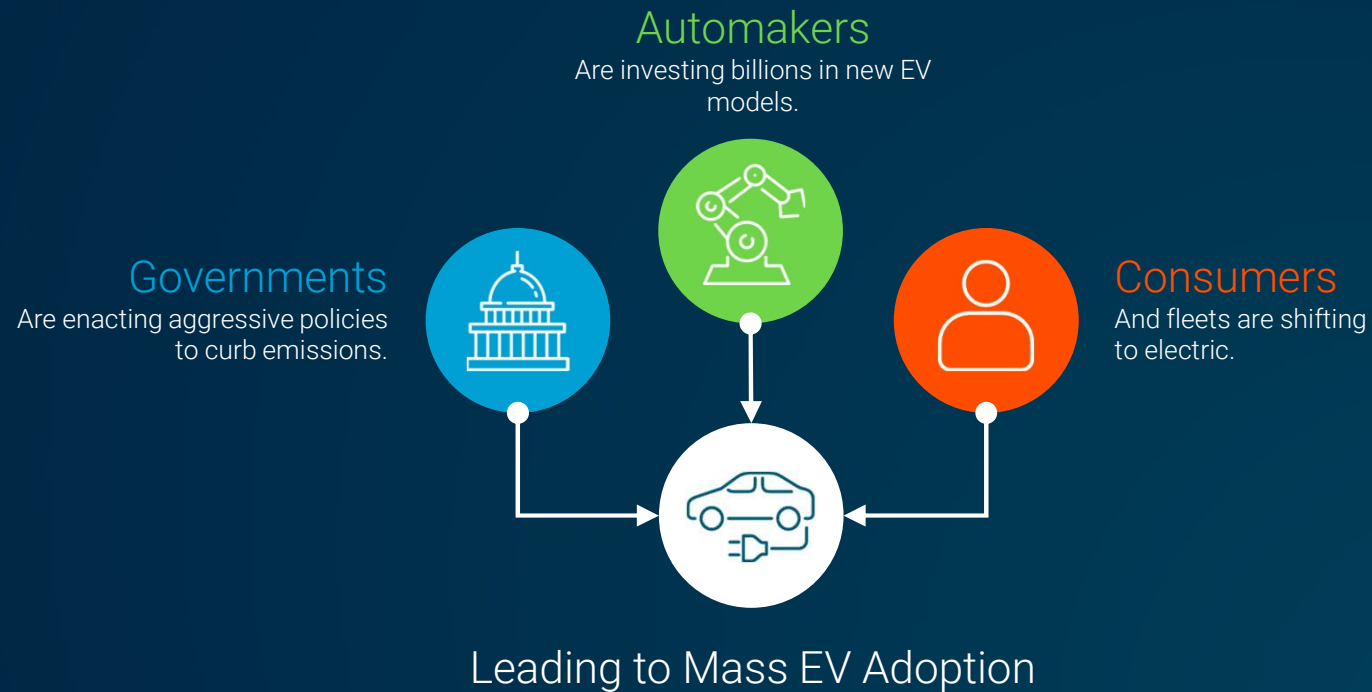 Automakers
Are investing billions in new EV
models.
Governments
Are enacting aggressive policies
to curb emissions.
Consumers
And fleets are shifting
to electric.
Leading to Mass EV Adoption